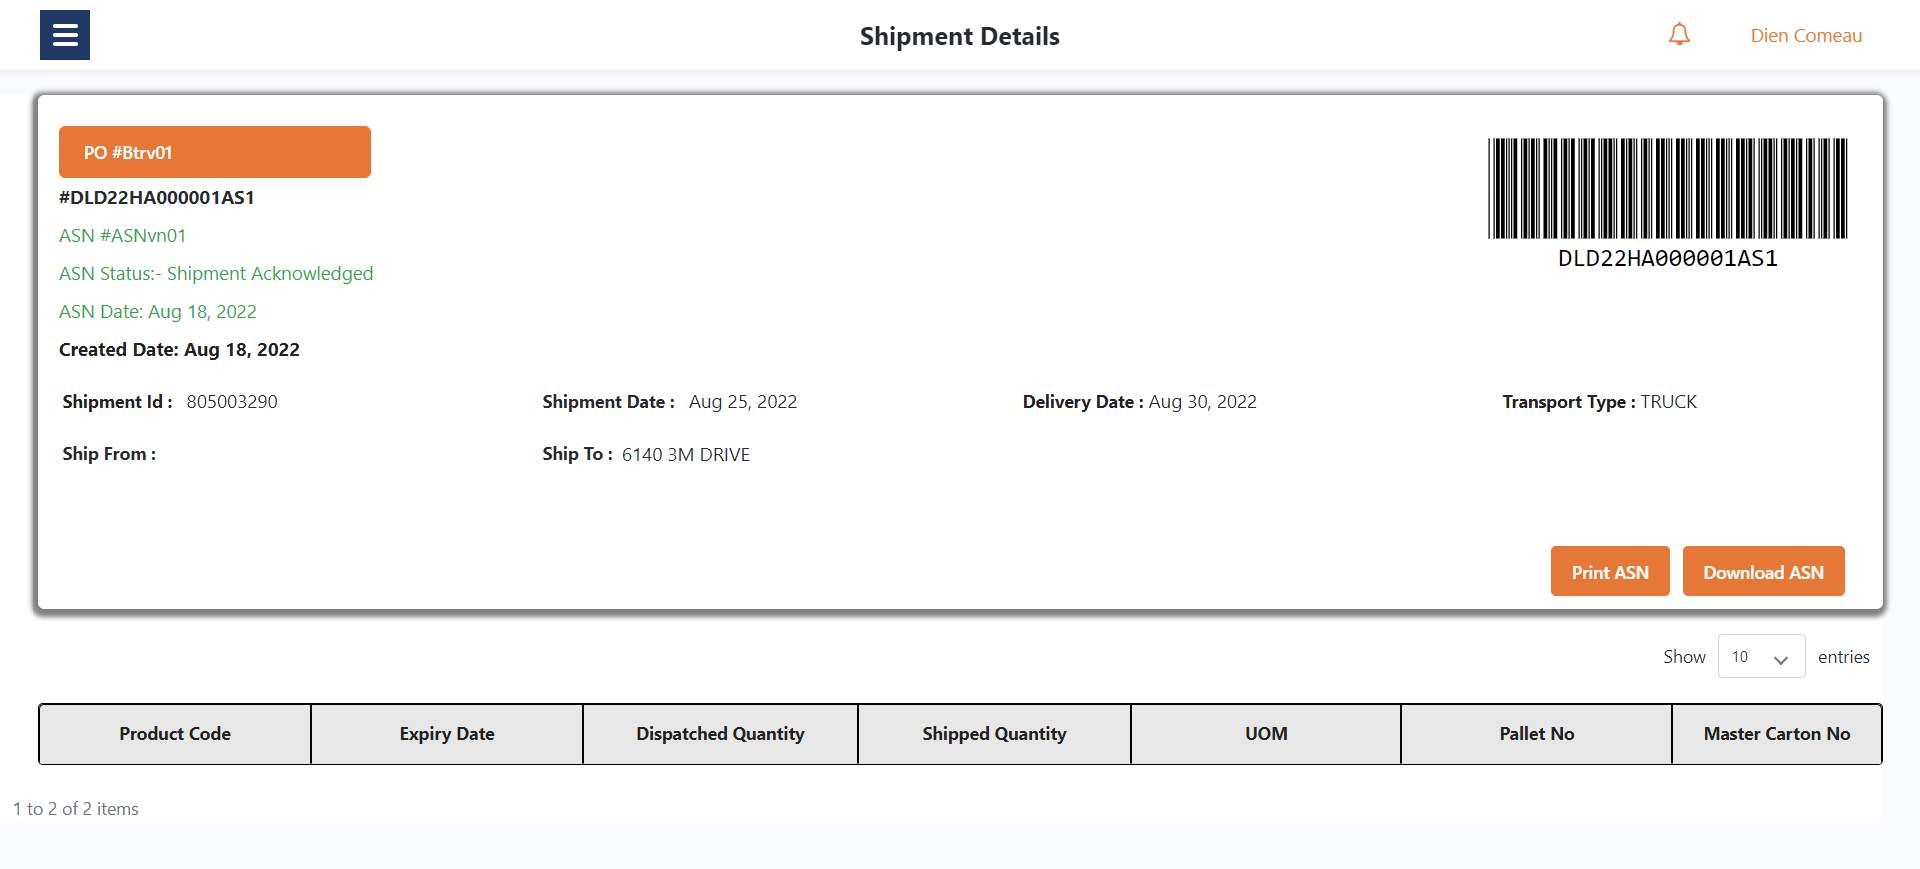 Shipment Details
Dien Comeau
PO #Btrv01
#DLD22HA000001AS1
ASN #ASNvn01
ASN Status:- Shipment Acknowledged
ASN Date: Aug 18, 2022
Created Date: Aug 18, 2022
DLD22HA000001AS1
Shipment Id : 805003290 Shipment Date : Aug 25, 2022 Delivery Date : Aug 30, 2022 Transport Type : TRUCK
Ship From : Ship To : 6140 3M DRIVE
Print ASN Download ASN
Show 10 entries
Product Code Expiry Date Dispatched Quantity Shipped Quantity UOM Pallet No Master Carton No
1 to 2 of 2 items